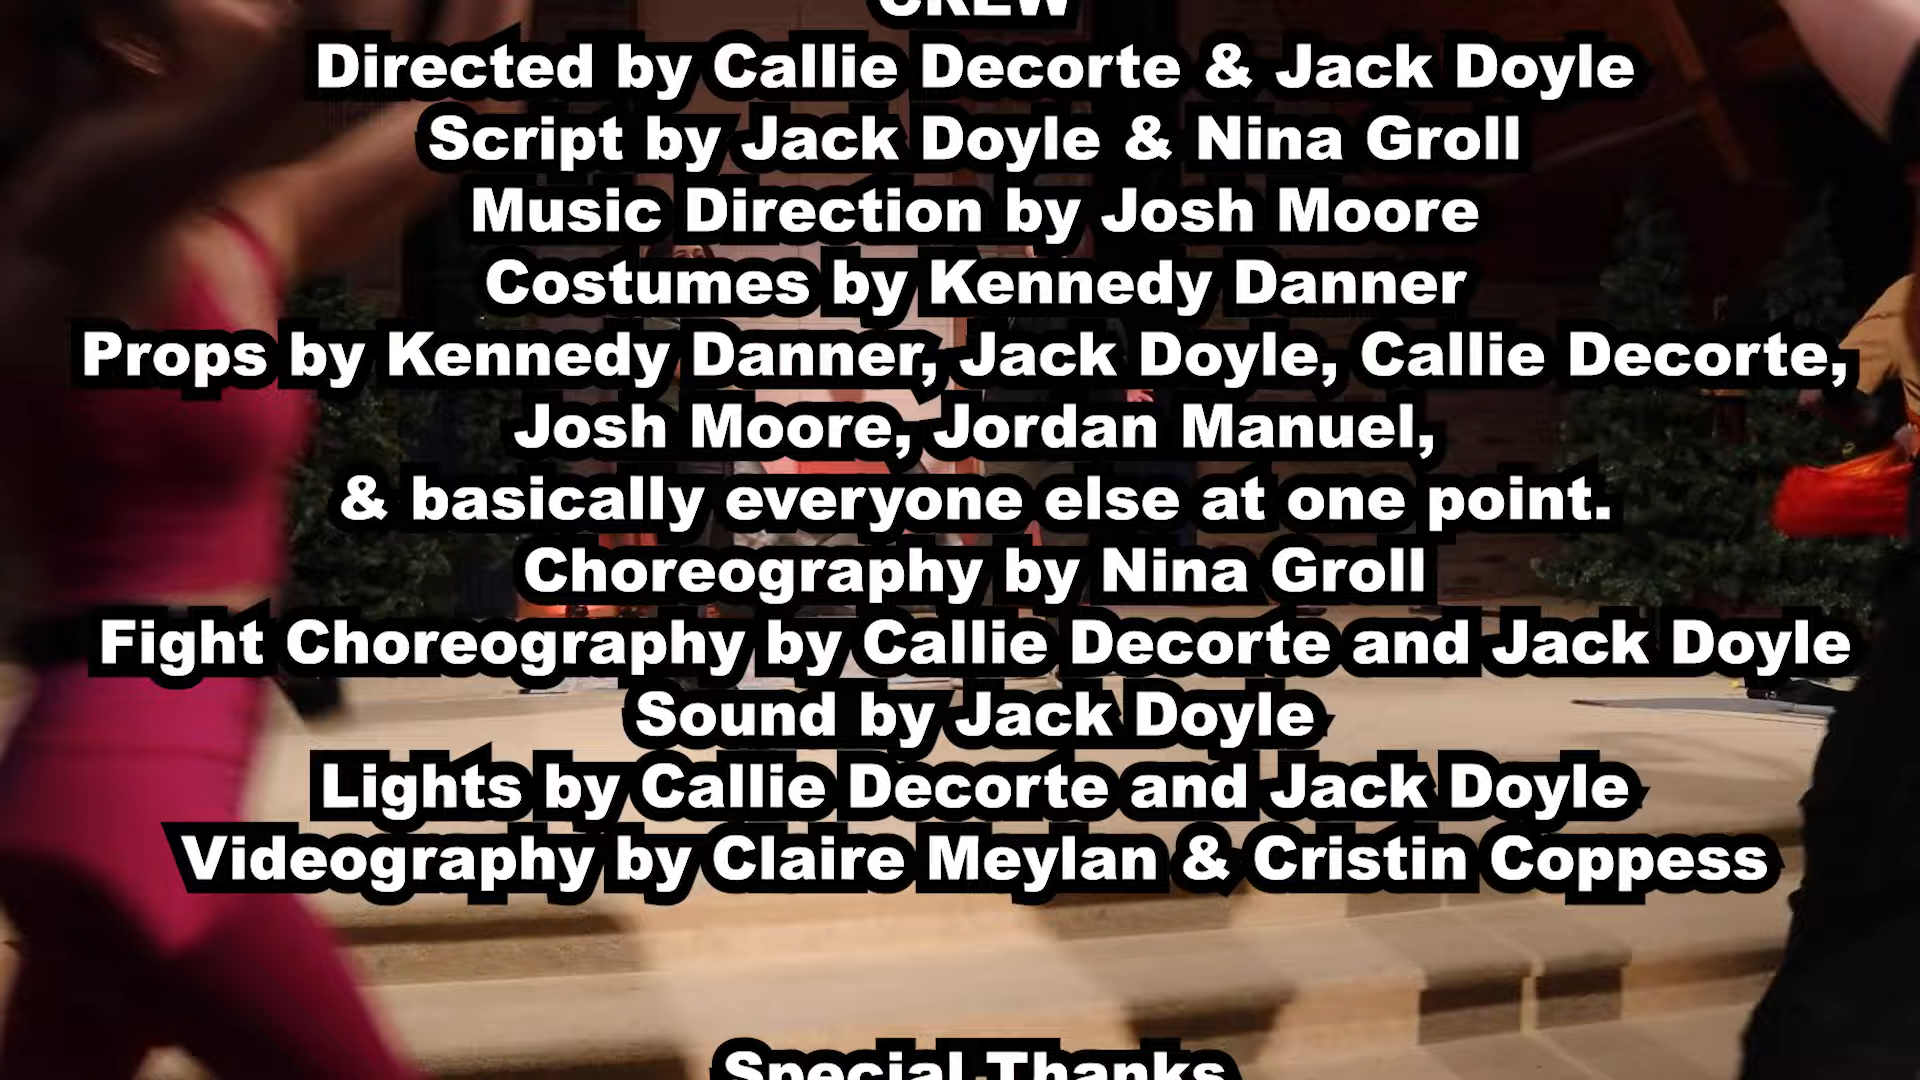 CREW
Directed by Callie Decorte & Jack Doyle
Script by Jack Doyle & Nina Groll
Music Direction by Josh Moore
Costumes by Kennedy Danner
Props by Kennedy Danner, Jack Doyle, Callie Decorte,
Josh Moore, Jordan Manuel,
& basically everyone else at one point.
Choreography by Nina Groll
Fight Choreography by Callie Decorte and Jack Doyle
Sound by Jack Doyle
Lights by Callie Decorte and Jack Doyle
Videography by Claire Meylan & Cristin Coppess
Special Thanks